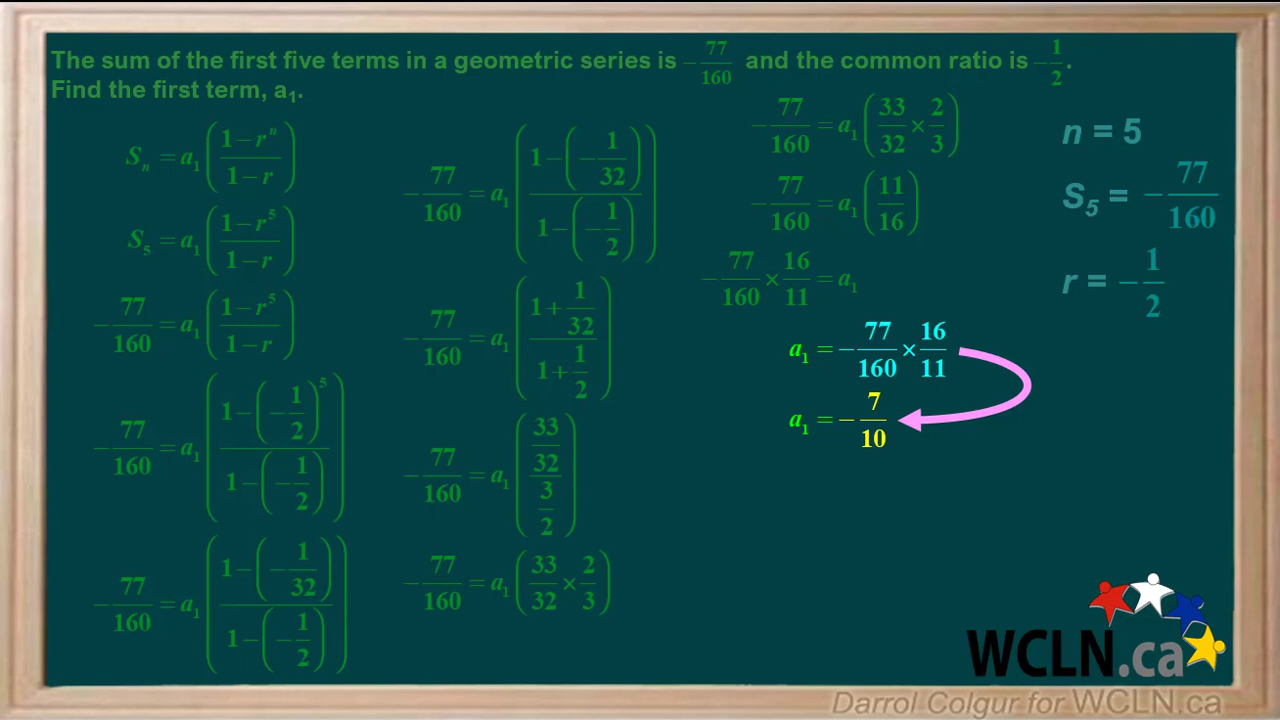 The sum of the first five terms in a geometric series is −77/160 and the common ratio is −1/2.
Find the first term, a₁.
Sₙ = a₁((1−rⁿ)/(1−r))
S₅ = a₁((1−r⁵)/(1−r))
−77/160 = a₁((1−r⁵)/(1−r))
−77/160 = a₁((1−(−1/2)⁵)/(1−(−1/2)))
−77/160 = a₁((1−(−1/32))/(1−(−1/2)))
−77/160 = a₁((1−(−1/32))/(1−(−1/2)))
−77/160 = a₁((1+1/32)/(1+1/2))
−77/160 = a₁((33/32)/(3/2))
−77/160 = a₁(33/32 × 2/3)
−77/160 = a₁(33/32 × 2/3)
−77/160 = a₁(11/16)
−77/160 × 16/11 = a₁
a₁ = −77/160 × 16/11
a₁ = −7/10
n = 5
S₅ = −77/160
r = −1/2
WCLN.ca
Darrol Colgur for WCLN.ca